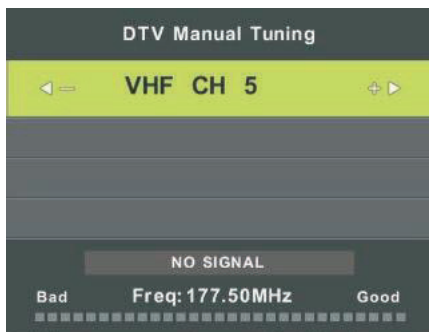 DTV Manual Tuning
VHF CH 5
NO SIGNAL
Bad Freq:177.50MHz Good